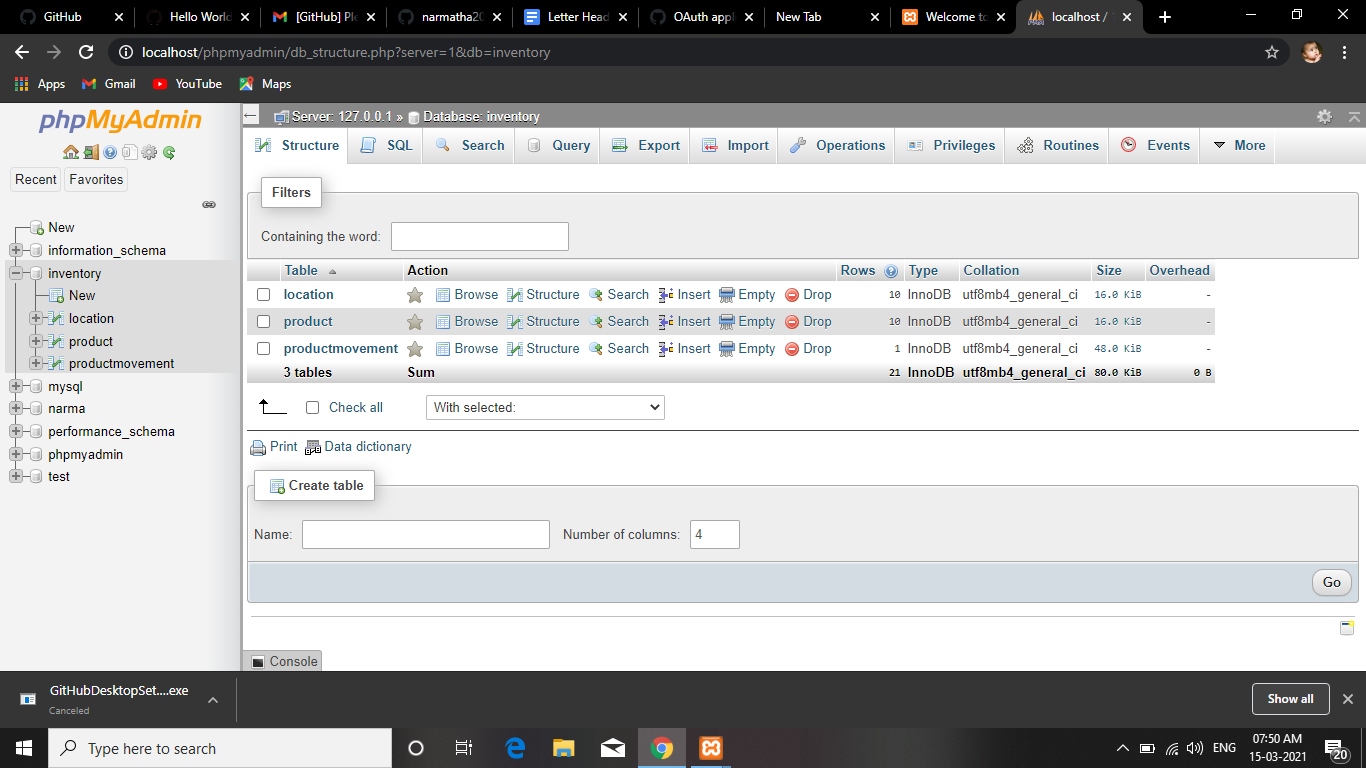 GitHub
Hello World
[GitHub] Ple
narmatha20
Letter Head
OAuth appl
New Tab
Welcome to
localhost /
localhost/phpmyadmin/db_structure.php?server=1&db=inventory
Apps Gmail YouTube Maps
phpMyAdmin
Recent Favorites
New
information_schema
inventory
New
location
product
productmovement
mysql
narma
performance_schema
phpmyadmin
test
Server: 127.0.0.1 » Database: inventory
Structure SQL Search Query Export Import Operations Privileges Routines Events More
Filters
Containing the word:
Table Action Rows Type Collation Size Overhead
location Browse Structure Search Insert Empty Drop 10 InnoDB utf8mb4_general_ci 16.0 KiB -
product Browse Structure Search Insert Empty Drop 10 InnoDB utf8mb4_general_ci 16.0 KiB -
productmovement Browse Structure Search Insert Empty Drop 1 InnoDB utf8mb4_general_ci 48.0 KiB -
3 tables Sum 21 InnoDB utf8mb4_general_ci 80.0 KiB 0 B
Check all With selected:
Print Data dictionary
Create table
Name: Number of columns: 4
Go
Console
GitHubDesktopSet....exe
Canceled
Show all
Type here to search
ENG
07:50 AM
15-03-2021
20